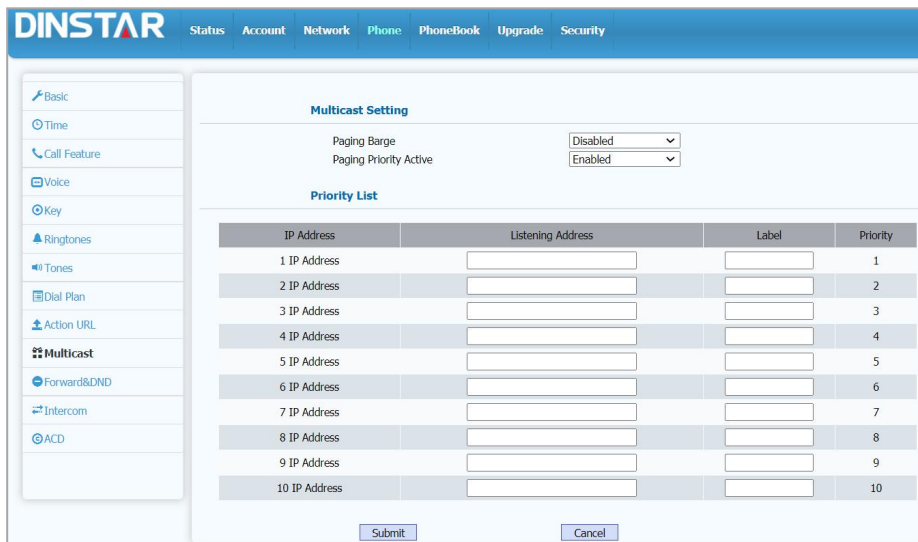 DINSTAR
Status Account Network Phone PhoneBook Upgrade Security
Basic
Time
Call Feature
Voice
Key
Ringtones
Tones
Dial Plan
Action URL
Multicast
Forward&DND
Intercom
ACD
Multicast Setting
Paging Barge Disabled
Paging Priority Active Enabled
Priority List
IP Address Listening Address Label Priority
1 IP Address 1
2 IP Address 2
3 IP Address 3
4 IP Address 4
5 IP Address 5
6 IP Address 6
7 IP Address 7
8 IP Address 8
9 IP Address 9
10 IP Address 10
Submit Cancel